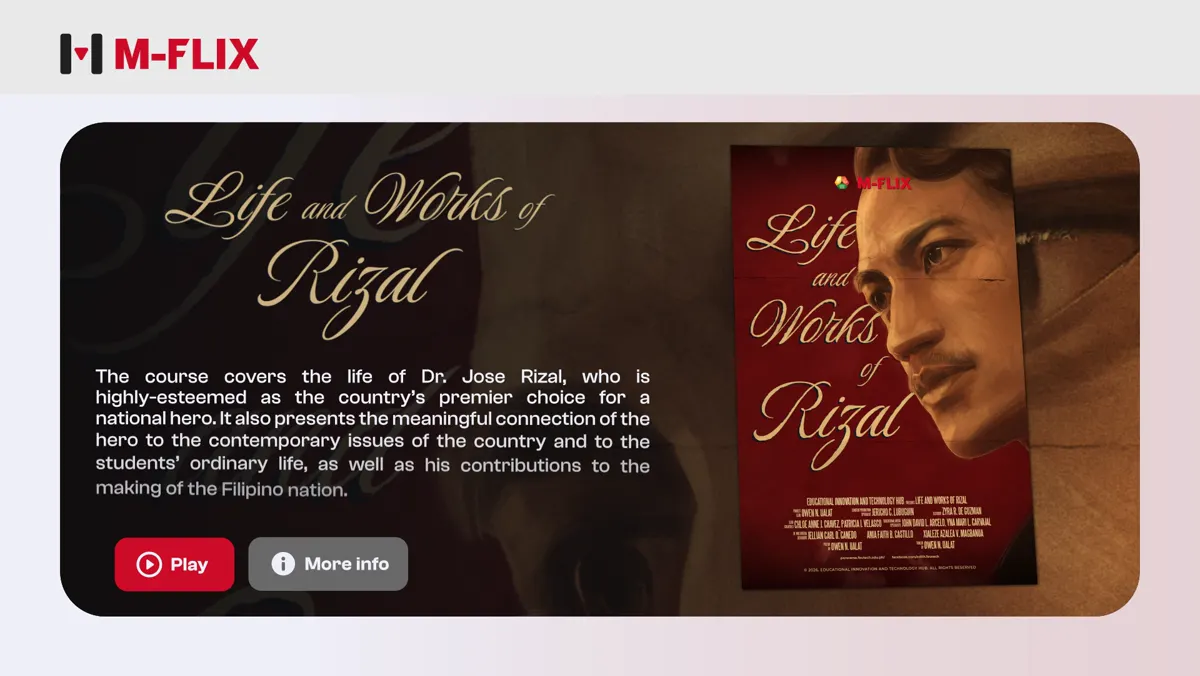 M-FLIX
Life and Works of
Rizal
The course covers the life of Dr. Jose Rizal, who is
highly-esteemed as the country's premier choice for a
national hero. It also presents the meaningful connection of the
hero to the contemporary issues of the country and to the
students' ordinary life, as well as his contributions to the
making of the Filipino nation.
Play
More info
M-FLIX
Life
and
Works
of
Rizal
EDUCATIONAL INNOVATION AND TECHNOLOGY HUB LIFE AND WORKS OF RIZAL
OWEN N. UALAT JERICHO C. LUBUGUIN ZYRA R. DE GUZMAN
CHLOE ANNE I. CHAVEZ, PATRICIA I. VELASCO JOHN DAVID L. ARCELO, YNA MARI L. CARVAJAL
JELLIAN CARL D. CANEDO ANIA FAITH B. CASTILLO XIALEZE AZALEA V. MAGBANUA
OWEN N. UALAT OWEN N. UALAT
© 2025, EDUCATIONAL INNOVATION AND TECHNOLOGY HUB. ALL RIGHTS RESERVED